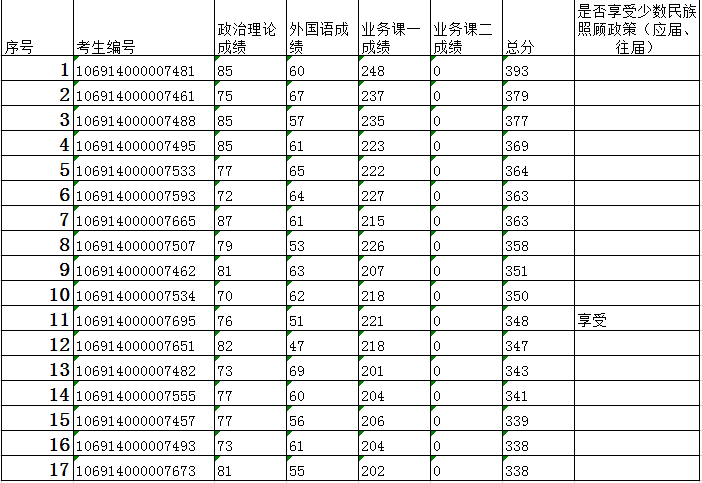 序号 考生编号 政治理论成绩 外国语成绩 业务课一成绩 业务课二成绩 总分 是否享受少数民族照顾政策（应届、往届）
1 106914000007481 85 60 248 0 393
2 106914000007461 75 67 237 0 379
3 106914000007488 85 57 235 0 377
4 106914000007495 85 61 223 0 369
5 106914000007533 77 65 222 0 364
6 106914000007593 72 64 227 0 363
7 106914000007665 87 61 215 0 363
8 106914000007507 79 53 226 0 358
9 106914000007462 81 63 207 0 351
10 106914000007534 70 62 218 0 350
11 106914000007695 76 51 221 0 348 享受
12 106914000007651 82 47 218 0 347
13 106914000007482 73 69 201 0 343
14 106914000007555 77 60 204 0 341
15 106914000007457 77 56 206 0 339
16 106914000007493 73 61 204 0 338
17 106914000007673 81 55 202 0 338